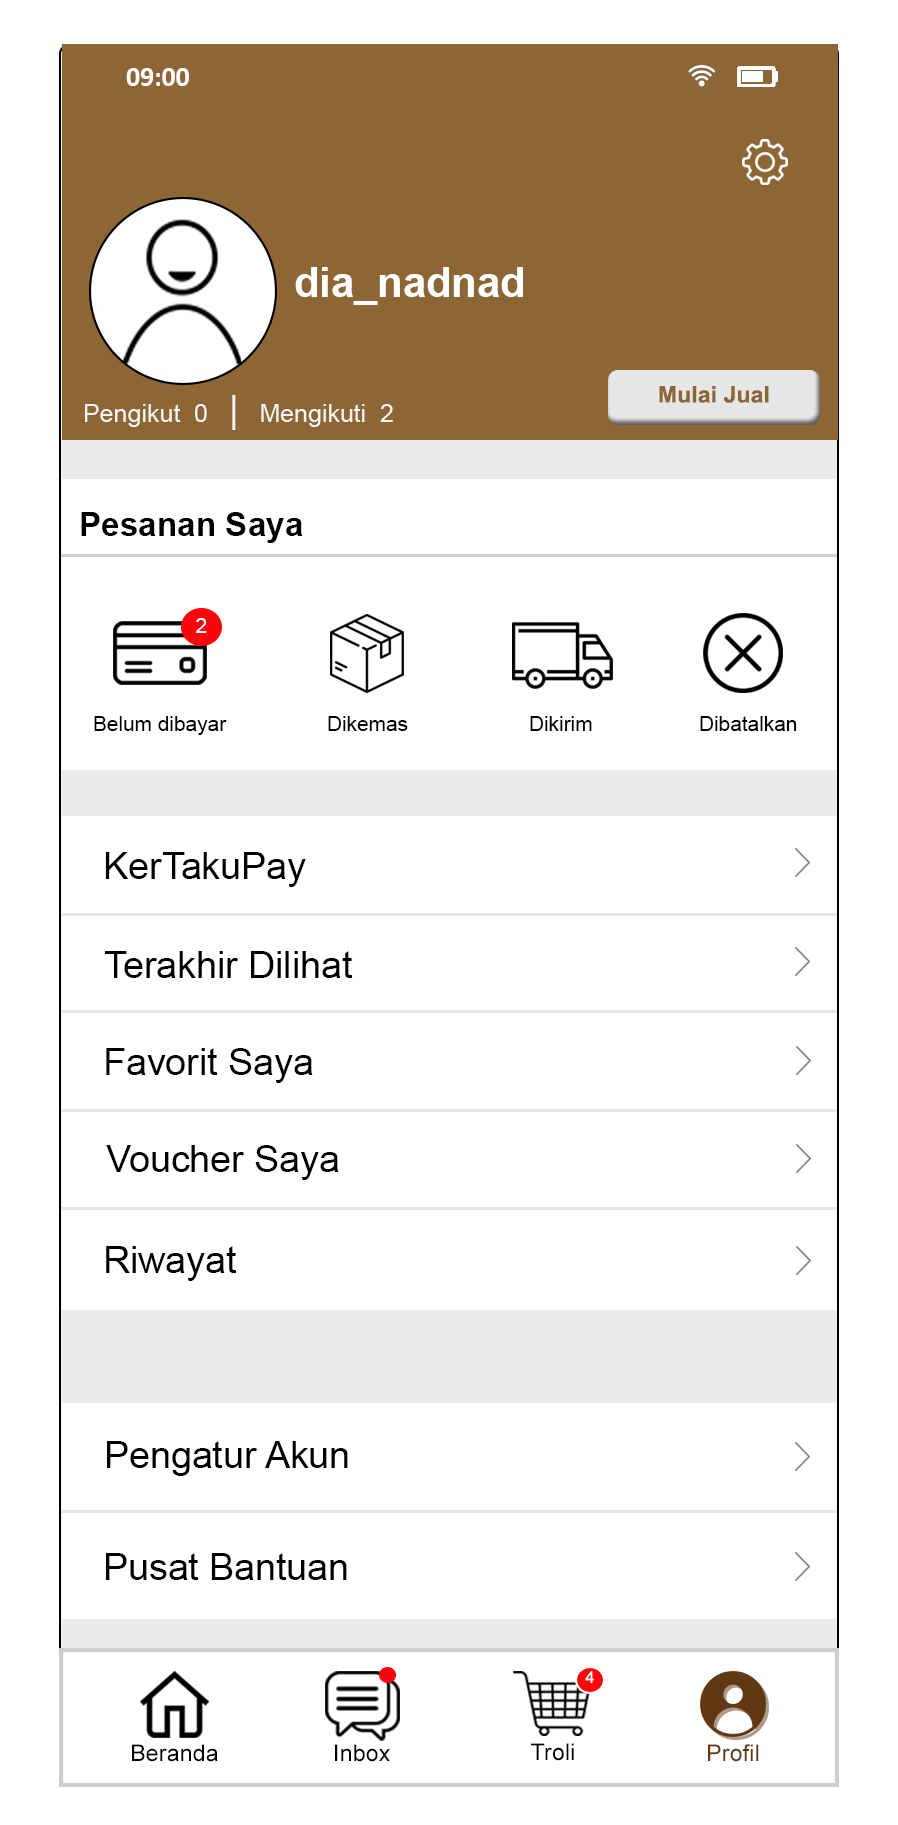 09:00
dia_nadnad
Pengikut 0 | Mengikuti 2
Mulai Jual
Pesanan Saya
2
Belum dibayar
Dikemas
Dikirim
Dibatalkan
KerTakuPay
Terakhir Dilihat
Favorit Saya
Voucher Saya
Riwayat
Pengatur Akun
Pusat Bantuan
4
Beranda
Inbox
Troli
Profil